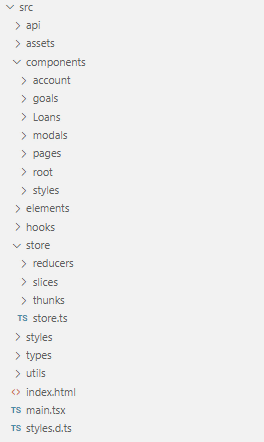 src
api
assets
components
account
goals
Loans
modals
pages
root
styles
elements
hooks
store
reducers
slices
thunks
TS store.ts
styles
types
utils
<> index.html
TS main.tsx
TS styles.d.ts